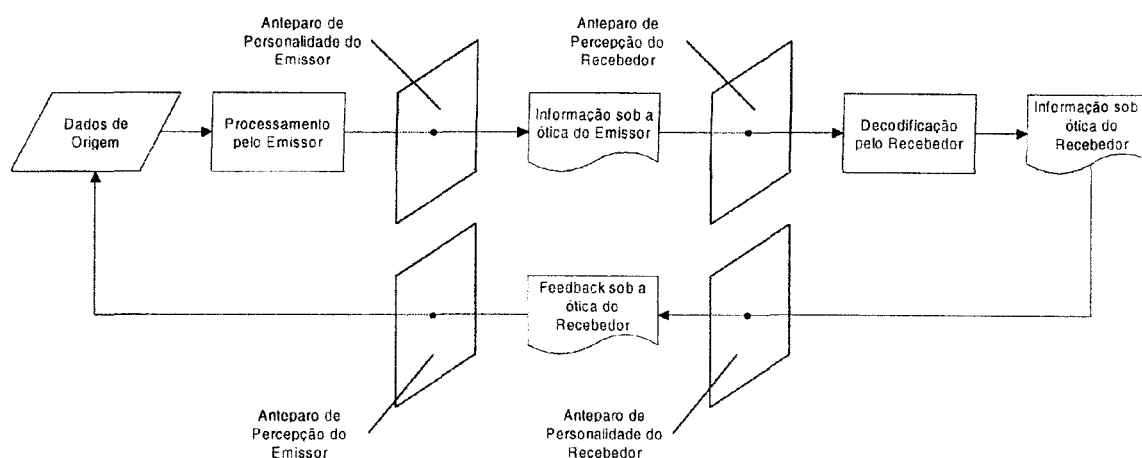 Anteparo de
Personalidade do
Emissor
Anteparo de
Percepção do
Recebedor
Dados de
Origem
Processamento
pelo Emissor
Informação sob a
ótica do Emissor
Decodificação
pelo Recebedor
Informação sob a
ótica do
Recebedor
Feedback sob a
ótica do
Recebedor
Anteparo de
Percepção do
Emissor
Anteparo de
Personalidade do
Recebedor